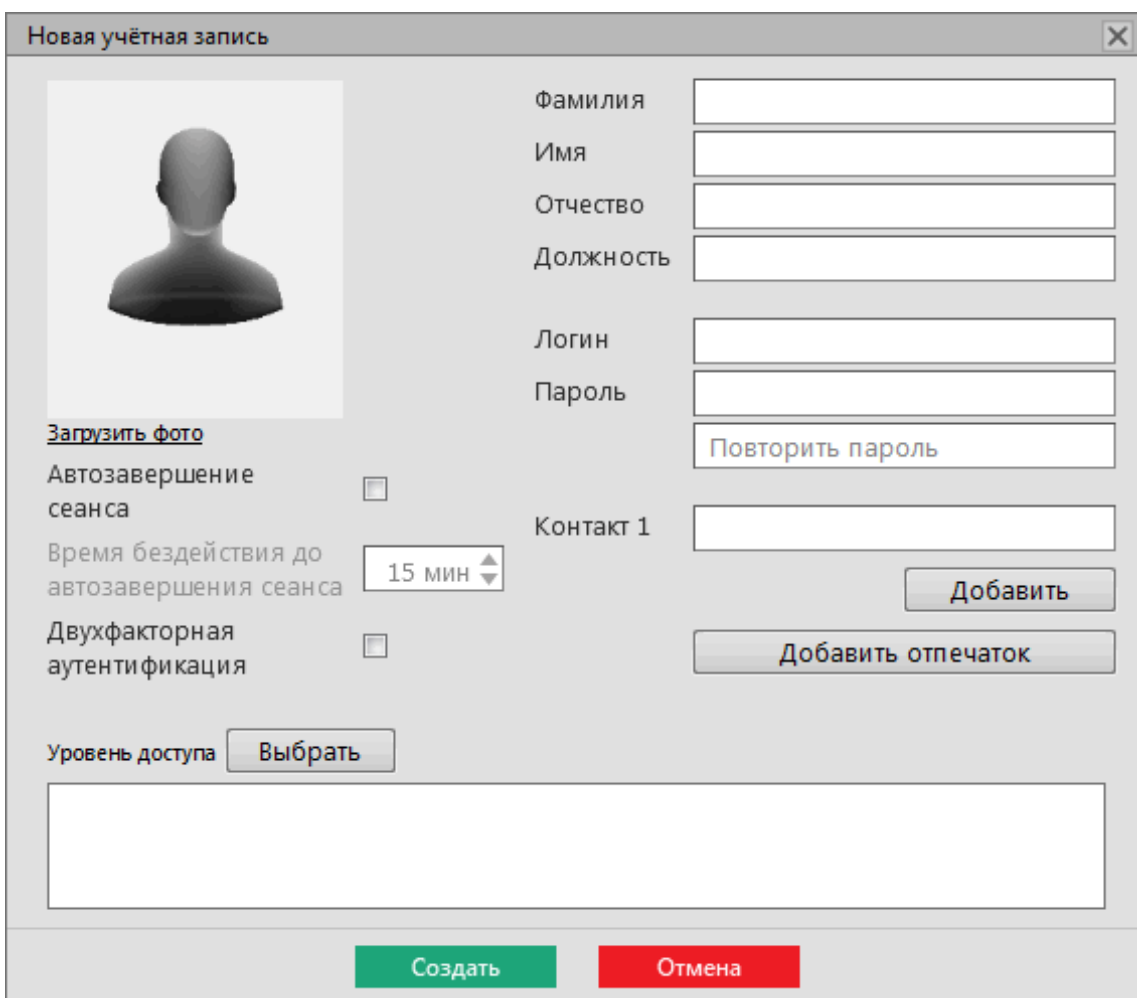 Новая учётная запись
Фамилия
Имя
Отчество
Должность
Логин
Пароль
Повторить пароль
Контакт 1
Добавить
Добавить отпечаток
Загрузить фото
Автозавершение
сеанса
Время бездействия до
автозавершения сеанса
15 мин
Двухфакторная
аутентификация
Уровень доступа
Выбрать
Создать
Отмена